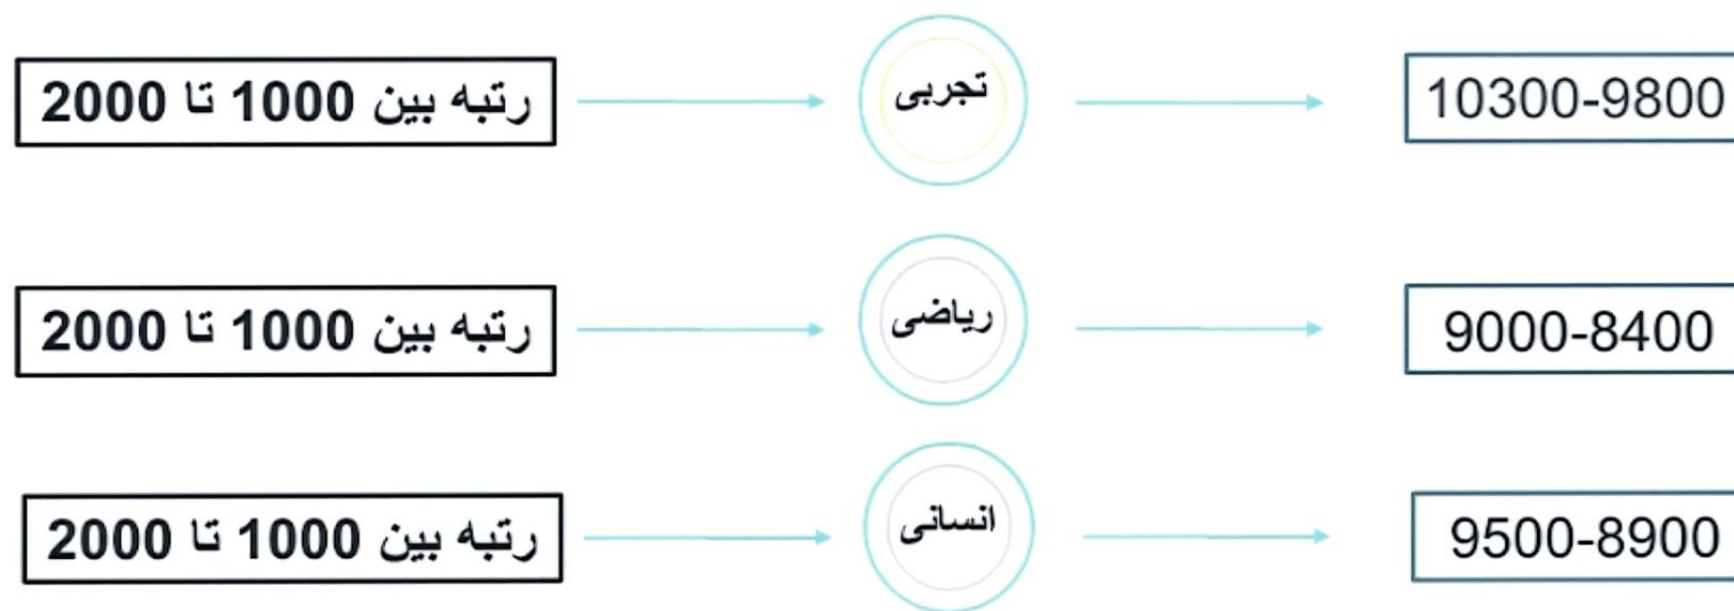 رتبه بین 1000 تا 2000
تجربی
10300-9800
رتبه بین 1000 تا 2000
ریاضی
9000-8400
رتبه بین 1000 تا 2000
انسانی
9500-8900